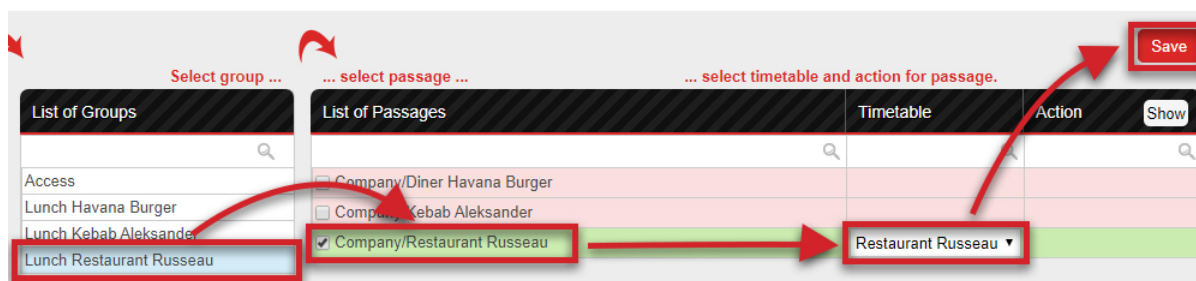 Save
Select group ... ... select passage ... ... select timetable and action for passage.
List of Groups List of Passages Timetable Action Show
Access Company/Diner Havana Burger
Lunch Havana Burger Company/Kebab Aleksander
Lunch Kebab Aleksander Company/Restaurant Russeau Restaurant Russeau
Lunch Restaurant Russeau